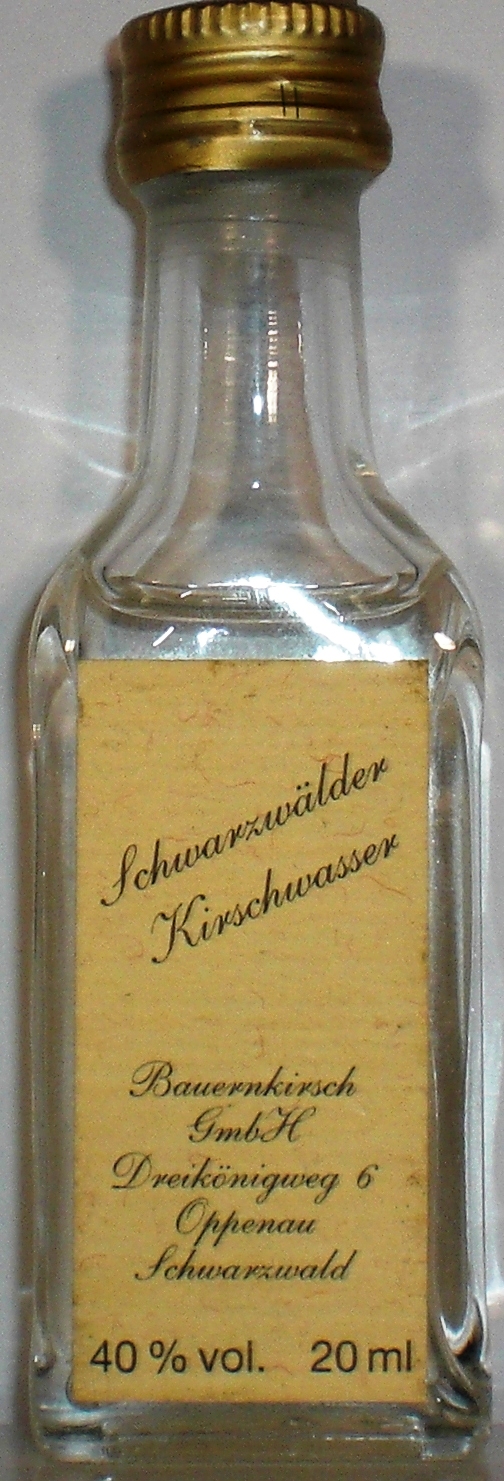 Schwarzwälder
Kirschwasser
Bauernkirsch
GmbH
Dreikönigweg 6
Oppenau
Schwarzwald
40 % vol. 20 ml